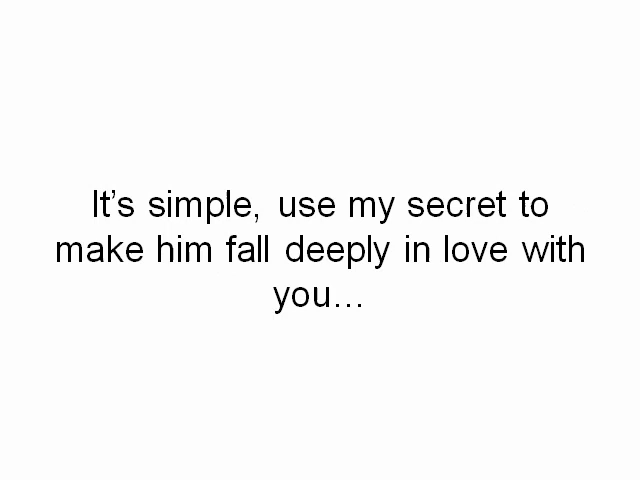 It’s simple, use my secret to
make him fall deeply in love with
you...